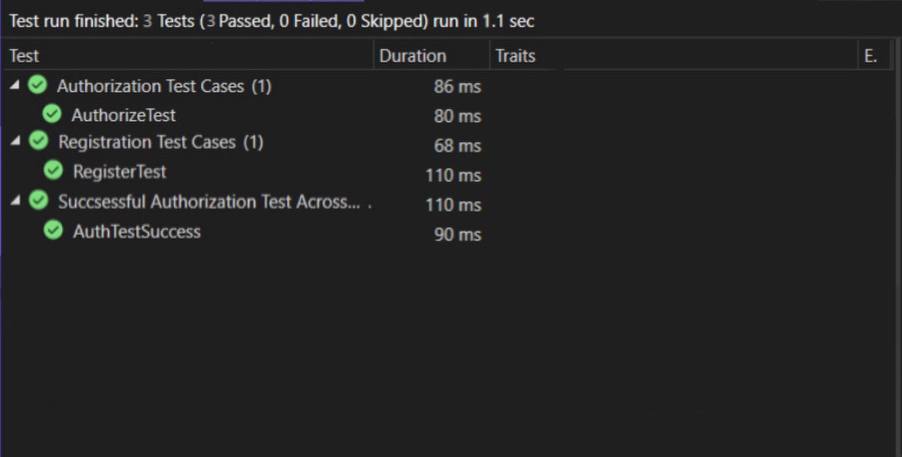 Test run finished: 3 Tests (3 Passed, 0 Failed, 0 Skipped) run in 1.1 sec
Test Duration Traits E.
Authorization Test Cases (1) 86 ms
AuthorizeTest 80 ms
Registration Test Cases (1) 68 ms
RegisterTest 110 ms
Succsessful Authorization Test Across... . 110 ms
AuthTestSuccess 90 ms